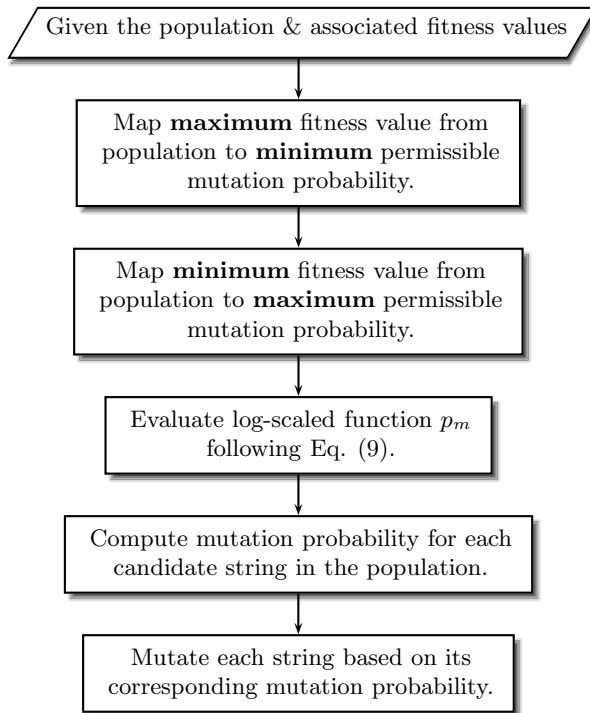 Given the population & associated fitness values
Map maximum fitness value from
population to minimum permissible
mutation probability.
Map minimum fitness value from
population to maximum permissible
mutation probability.
Evaluate log-scaled function p_m
following Eq. (9).
Compute mutation probability for each
candidate string in the population.
Mutate each string based on its
corresponding mutation probability.